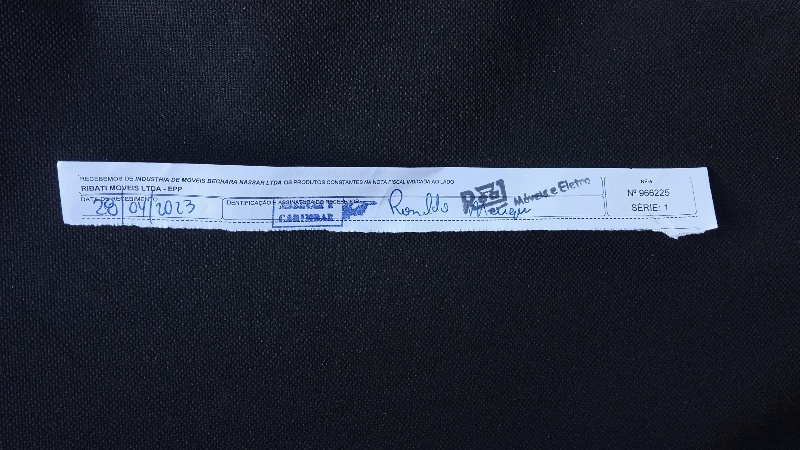 RECEBEMOS DE INDUSTRIA DE MOVEIS BECHARA NASSAR LTDA OS PRODUTOS CONSTANTES NA NOTA FISCAL INDICADA AO LADO
RIBATI MOVEIS LTDA - EPP
DATA DE RECEBIMENTO
28/04/2023
IDENTIFICAÇÃO E ASSINATURA DO RECEBEDOR
CARIMBAR
Ronaldo
Móveis e Eletro
NF-e
Nº 966225
SÉRIE: 1